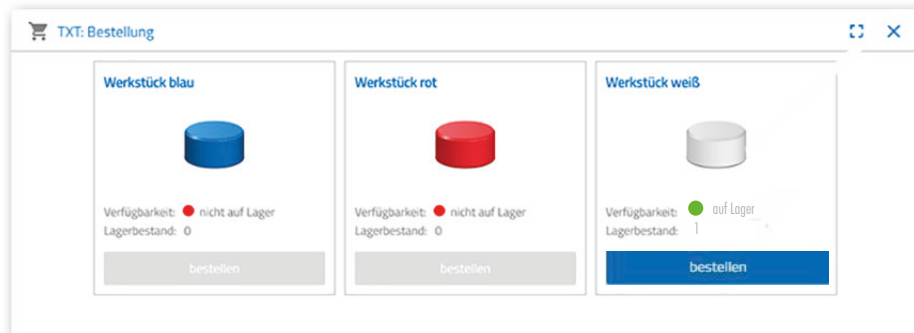 TXT: Bestellung
Werkstück blau
Verfügbarkeit: nicht auf Lager
Lagerbestand: 0
bestellen
Werkstück rot
Verfügbarkeit: nicht auf Lager
Lagerbestand: 0
bestellen
Werkstück weiß
Verfügbarkeit: auf Lager
Lagerbestand: 1
bestellen